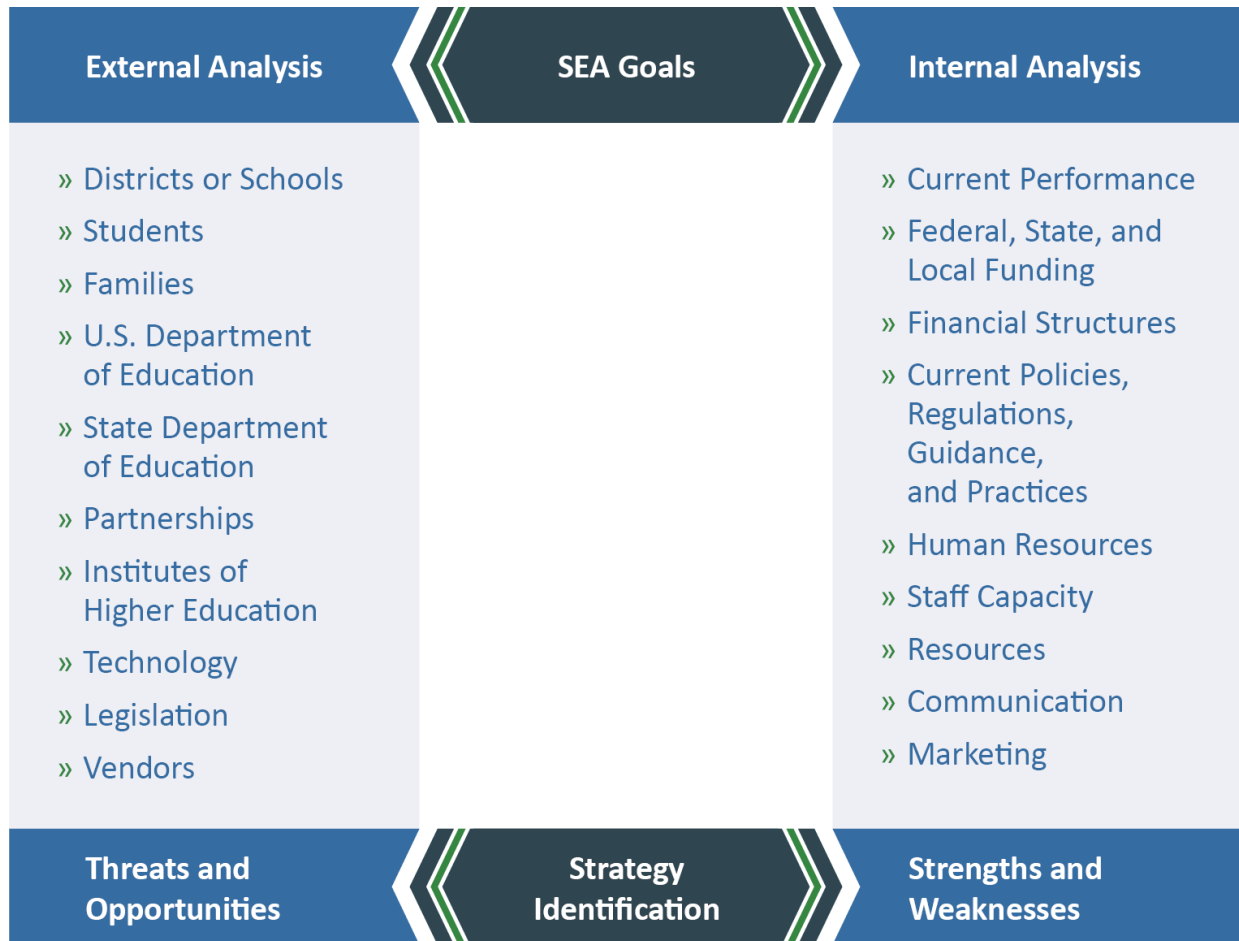 External Analysis
SEA Goals
Internal Analysis
» Districts or Schools
» Students
» Families
» U.S. Department
of Education
» State Department
of Education
» Partnerships
» Institutes of
Higher Education
» Technology
» Legislation
» Vendors
» Current Performance
» Federal, State, and
Local Funding
» Financial Structures
» Current Policies,
Regulations,
Guidance,
and Practices
» Human Resources
» Staff Capacity
» Resources
» Communication
» Marketing
Threats and
Opportunities
Strategy
Identification
Strengths and
Weaknesses